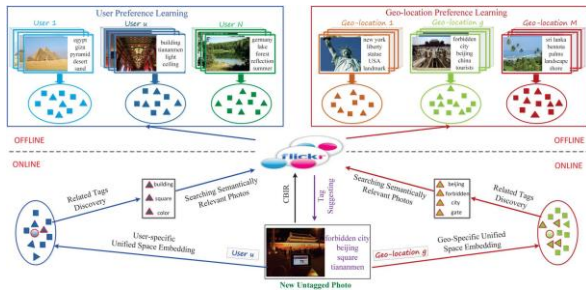 User Preference Learning
Geo-location Preference Learning
User 1
User u
User N
Geo-location 1
Geo-location g
Geo-location M
egypt
giza
pyramid
desert
sand
building
tiananmen
light
ceiling
germany
lake
forest
reflection
summer
new york
liberty
statue
USA
landmark
forbidden
city
beijing
china
tourists
sri lanka
palms
landscape
shore
OFFLINE
OFFLINE
ONLINE
ONLINE
flickr
building
square
color
beijing
forbidden
city
gate
Related Tags
Discovery
Searching Semantically
Relevant Photos
CBIR
Tag
Suggesting
Searching Semantically
Relevant Photos
Related Tags
Discovery
User-specific
Unified Space Embedding
User u
forbidden city
beijing
square
tiananmen
Geo-location g
Geo-Specific Unified
Space Embedding
New Untagged Photo